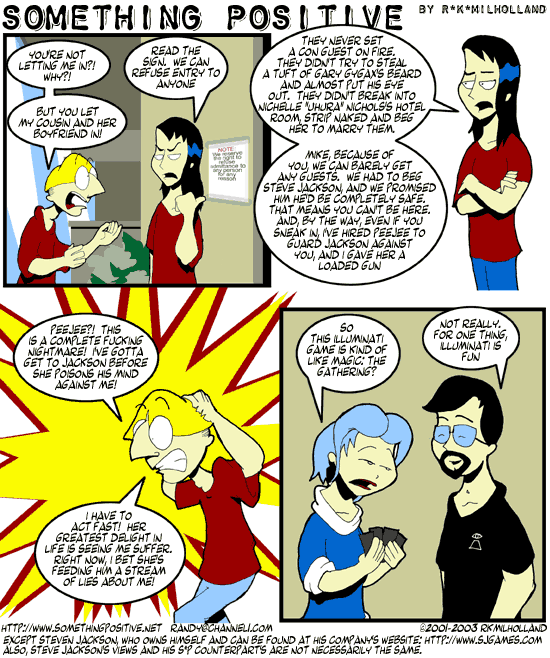 SOMETHING POSITIVE BY R*K*MILHOLLAND
YOU'RE NOT
LETTING ME IN?!
WHY?!
BUT YOU LET
MY COUSIN AND HER
BOYFRIEND IN!
READ THE
SIGN. WE CAN
REFUSE ENTRY TO
ANYONE
NOTE:
We reserve
the right to
refuse
admittance to
any person
for any
reason
THEY NEVER SET
A CON GUEST ON FIRE.
THEY DIDN'T TRY TO STEAL
A TUFT OF GARY GYGAX'S BEARD
AND ALMOST PUT HIS EYE
OUT. THEY DIDN'T BREAK INTO
NICHELLE "UHURA" NICHOLS'S HOTEL
ROOM, STRIP NAKED AND BEG
HER TO MARRY THEM.
MIKE, BECAUSE OF
YOU, WE CAN BARELY GET
ANY GUESTS. WE HAD TO BEG
STEVE JACKSON, AND WE PROMISED
HIM HE'D BE COMPLETELY SAFE.
THAT MEANS YOU CAN'T BE HERE.
AND, BY THE WAY, EVEN IF YOU
SNEAK IN, I'VE HIRED PEEJEE TO
GUARD JACKSON AGAINST
YOU, AND I GAVE HER A
LOADED GUN
PEEJEE?! THIS
IS A COMPLETE FUCKING
NIGHTMARE! I'VE GOTTA
GET TO JACKSON BEFORE
SHE POISONS HIS MIND
AGAINST ME!
I HAVE TO
ACT FAST! HER
GREATEST DELIGHT IN
LIFE IS SEEING ME SUFFER.
RIGHT NOW, I BET SHE'S
FEEDING HIM A STREAM
OF LIES ABOUT ME!
SO
THIS ILLUMINATI
GAME IS KIND OF
LIKE MAGIC: THE
GATHERING?
NOT REALLY.
FOR ONE THING,
ILLUMINATI IS
FUN
HTTP://WWW.SOMETHINGPOSITIVE.NET RANDY@CHANNEL1.COM ©2001-2003 RKMILHOLLAND
EXCEPT STEVEN JACKSON, WHO OWNS HIMSELF AND CAN BE FOUND AT HIS COMPANY'S WEBSITE: HTTP://WWW.SJGAMES.COM
ALSO, STEVE JACKSON'S VIEWS AND HIS S*P COUNTERPART'S ARE NOT NECESSARILY THE SAME.